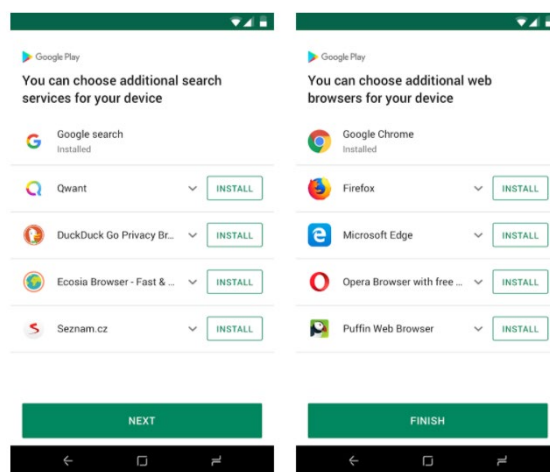 Google Play
You can choose additional search
services for your device
Google search
Installed
Qwant
INSTALL
DuckDuck Go Privacy Br...
INSTALL
Ecosia Browser - Fast & ...
INSTALL
Seznam.cz
INSTALL
NEXT
Google Play
You can choose additional web
browsers for your device
Google Chrome
Installed
Firefox
INSTALL
Microsoft Edge
INSTALL
Opera Browser with free ...
INSTALL
Puffin Web Browser
INSTALL
FINISH